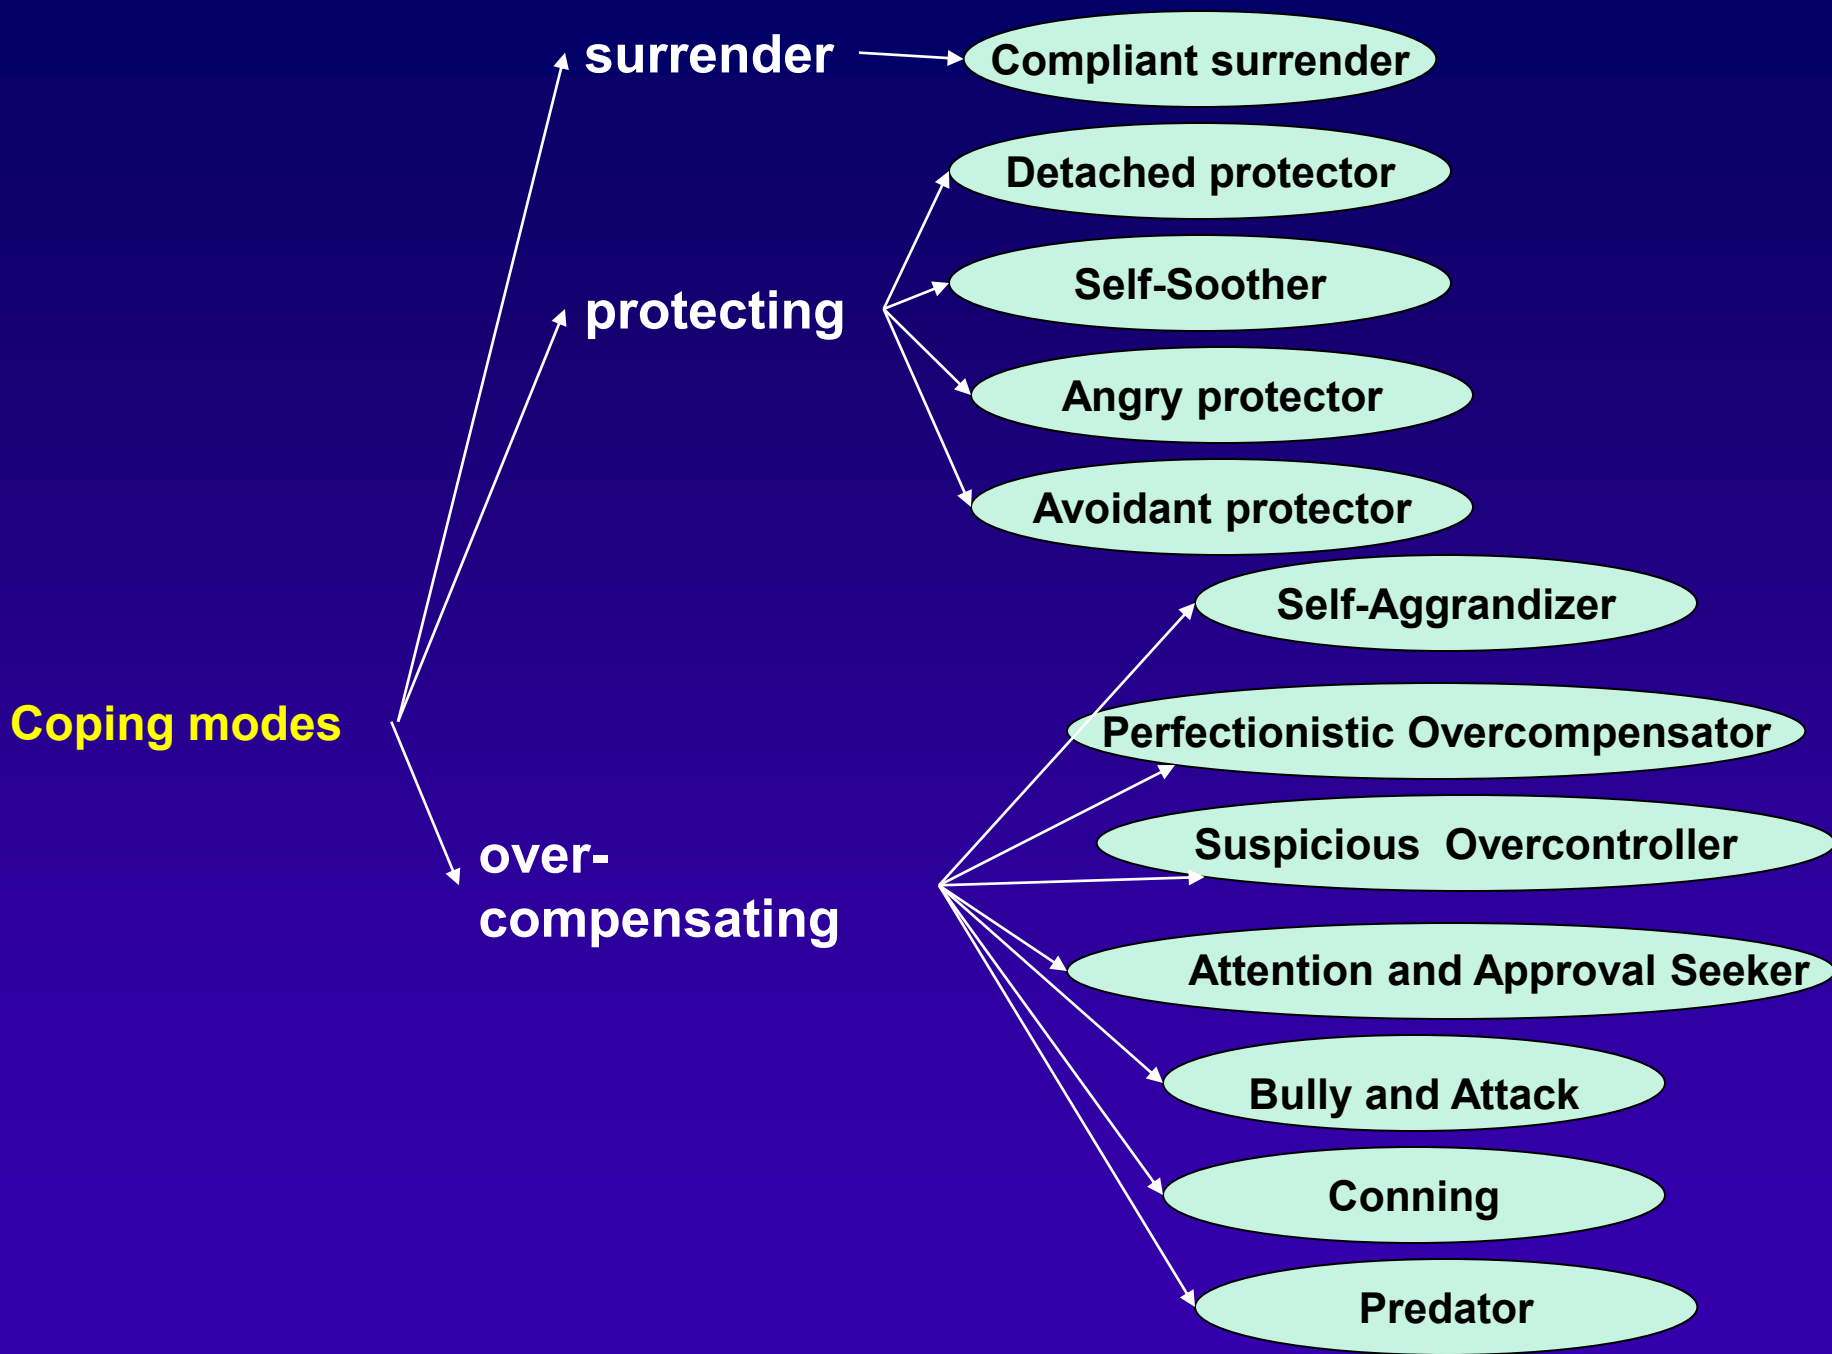 surrender
Compliant surrender
Detached protector
Self-Soother
protecting
Angry protector
Avoidant protector
Self-Aggrandizer
Coping modes
Perfectionistic Overcompensator
Suspicious  Overcontroller
over-
compensating
Attention and Approval Seeker
Bully and Attack
Conning
Predator